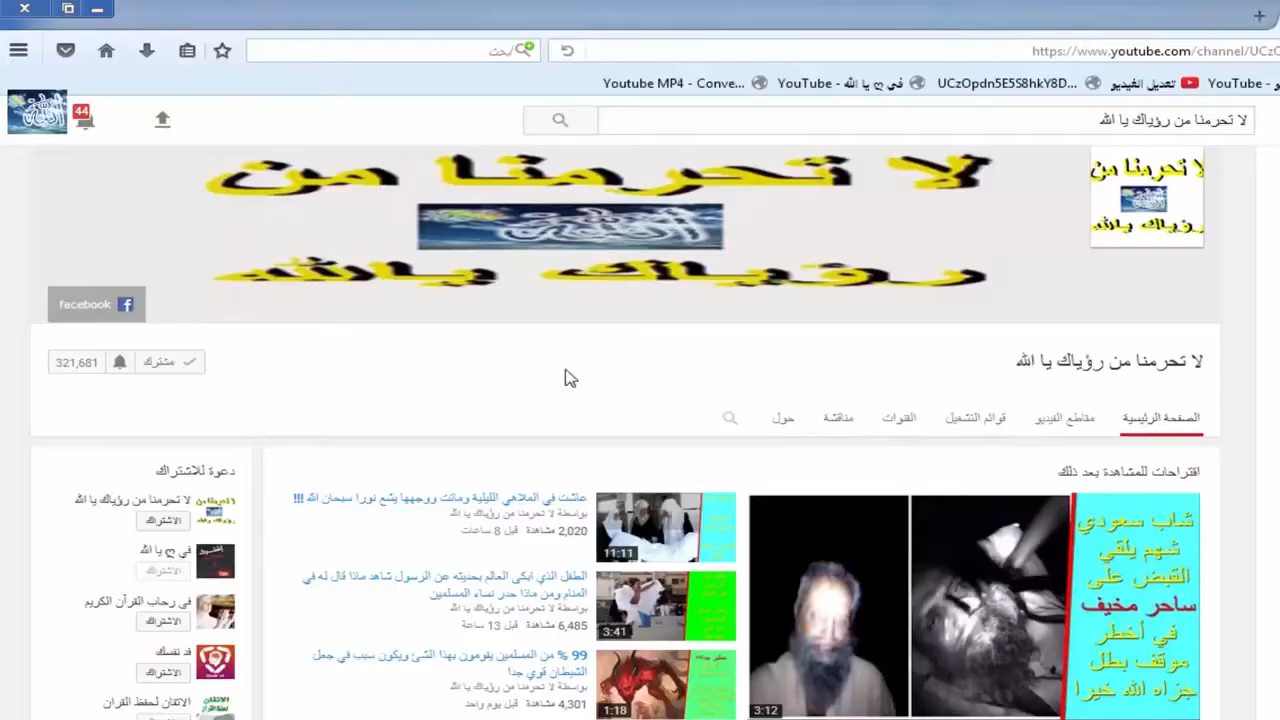 https://www.youtube.com/channel/UCzO
بحث
YouTube - في ღ يا الله
Youtube MP4 - Conve...
UCzOpdn5E5S8hkY8D...
تعديل الفيديو
YouTube -
44
لا تحرمنا من رؤياك يا الله
لا تحرمنا من
الله
رؤياك يا الله
لا تحرمنا من
رؤياك يا الله
facebook
لا تحرمنا من رؤياك يا الله
مشترك
321,681
الصفحة الرئيسية
مقاطع الفيديو
قوائم التشغيل
القنوات
مناقشة
حول
اقتراحات للمشاهدة بعد ذلك
شاب سعودي
شهم يلقي
القبض على
ساحر مخيف
في أخطر
موقف بطل
جزاه الله خيرا
3:12
عاشت في الملاهي الليلية وماتت ووجهها يشع نورا سبحان الله !!!
بواسطة لا تحرمنا من رؤياك يا الله
2,020 مشاهدة قبل 8 ساعات
11:11
الطفل الذي أبكى العالم بحديثه عن الرسول شاهد ماذا قال له في
المنام ومن ماذا حدر نساء المسلمين
بواسطة لا تحرمنا من رؤياك يا الله
6,485 مشاهدة قبل 13 ساعة
3:41
99 % من المسلمين يقومون بهذا الشئ ويكون سبب في جعل
الشيطان قوي جدا
بواسطة لا تحرمنا من رؤياك يا الله
4,301 مشاهدة قبل يوم واحد
1:18
دعوة للاشتراك
لا تحرمنا من رؤياك يا الله
الاشتراك
في ღ يا الله
الاشتراك
في رحاب القرآن الكريم
الاشتراك
قد نفسك
الاشتراك
الاتقان لحفظ القران